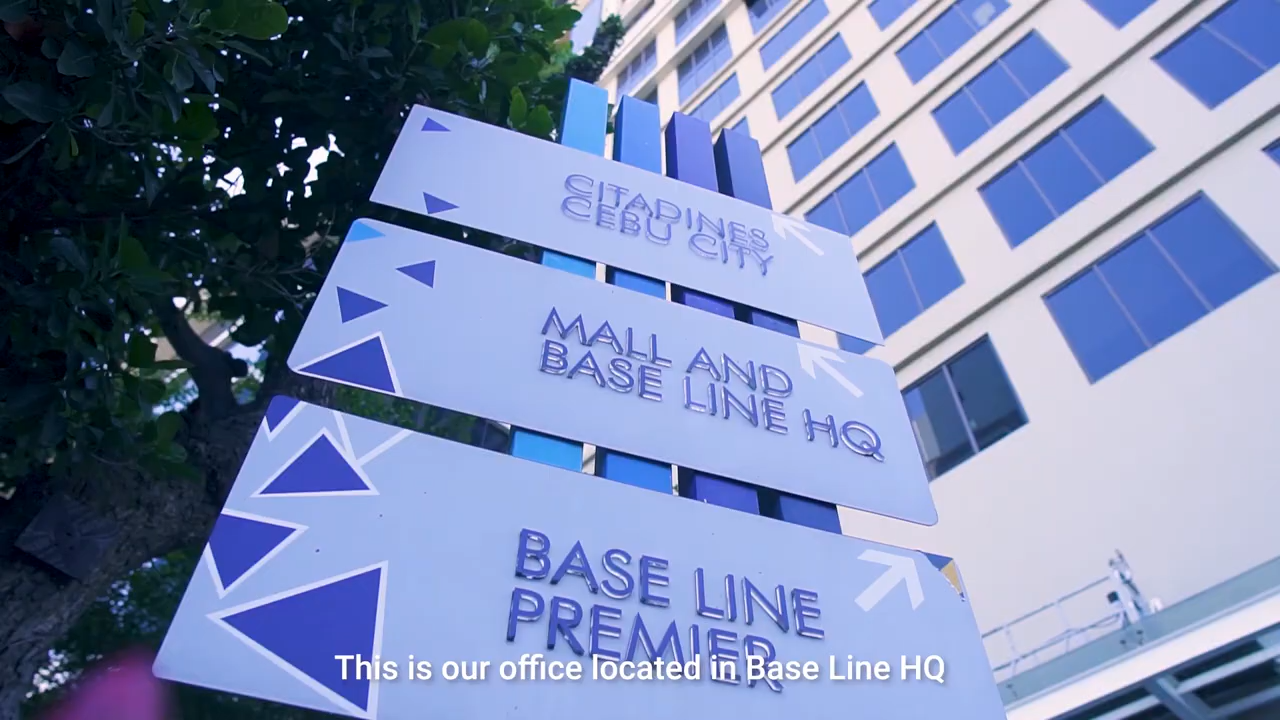 CITADINES
CEBU CITY
MALL AND
BASE LINE HQ
BASE LINE
PREMIER
This is our office located in Base Line HQ